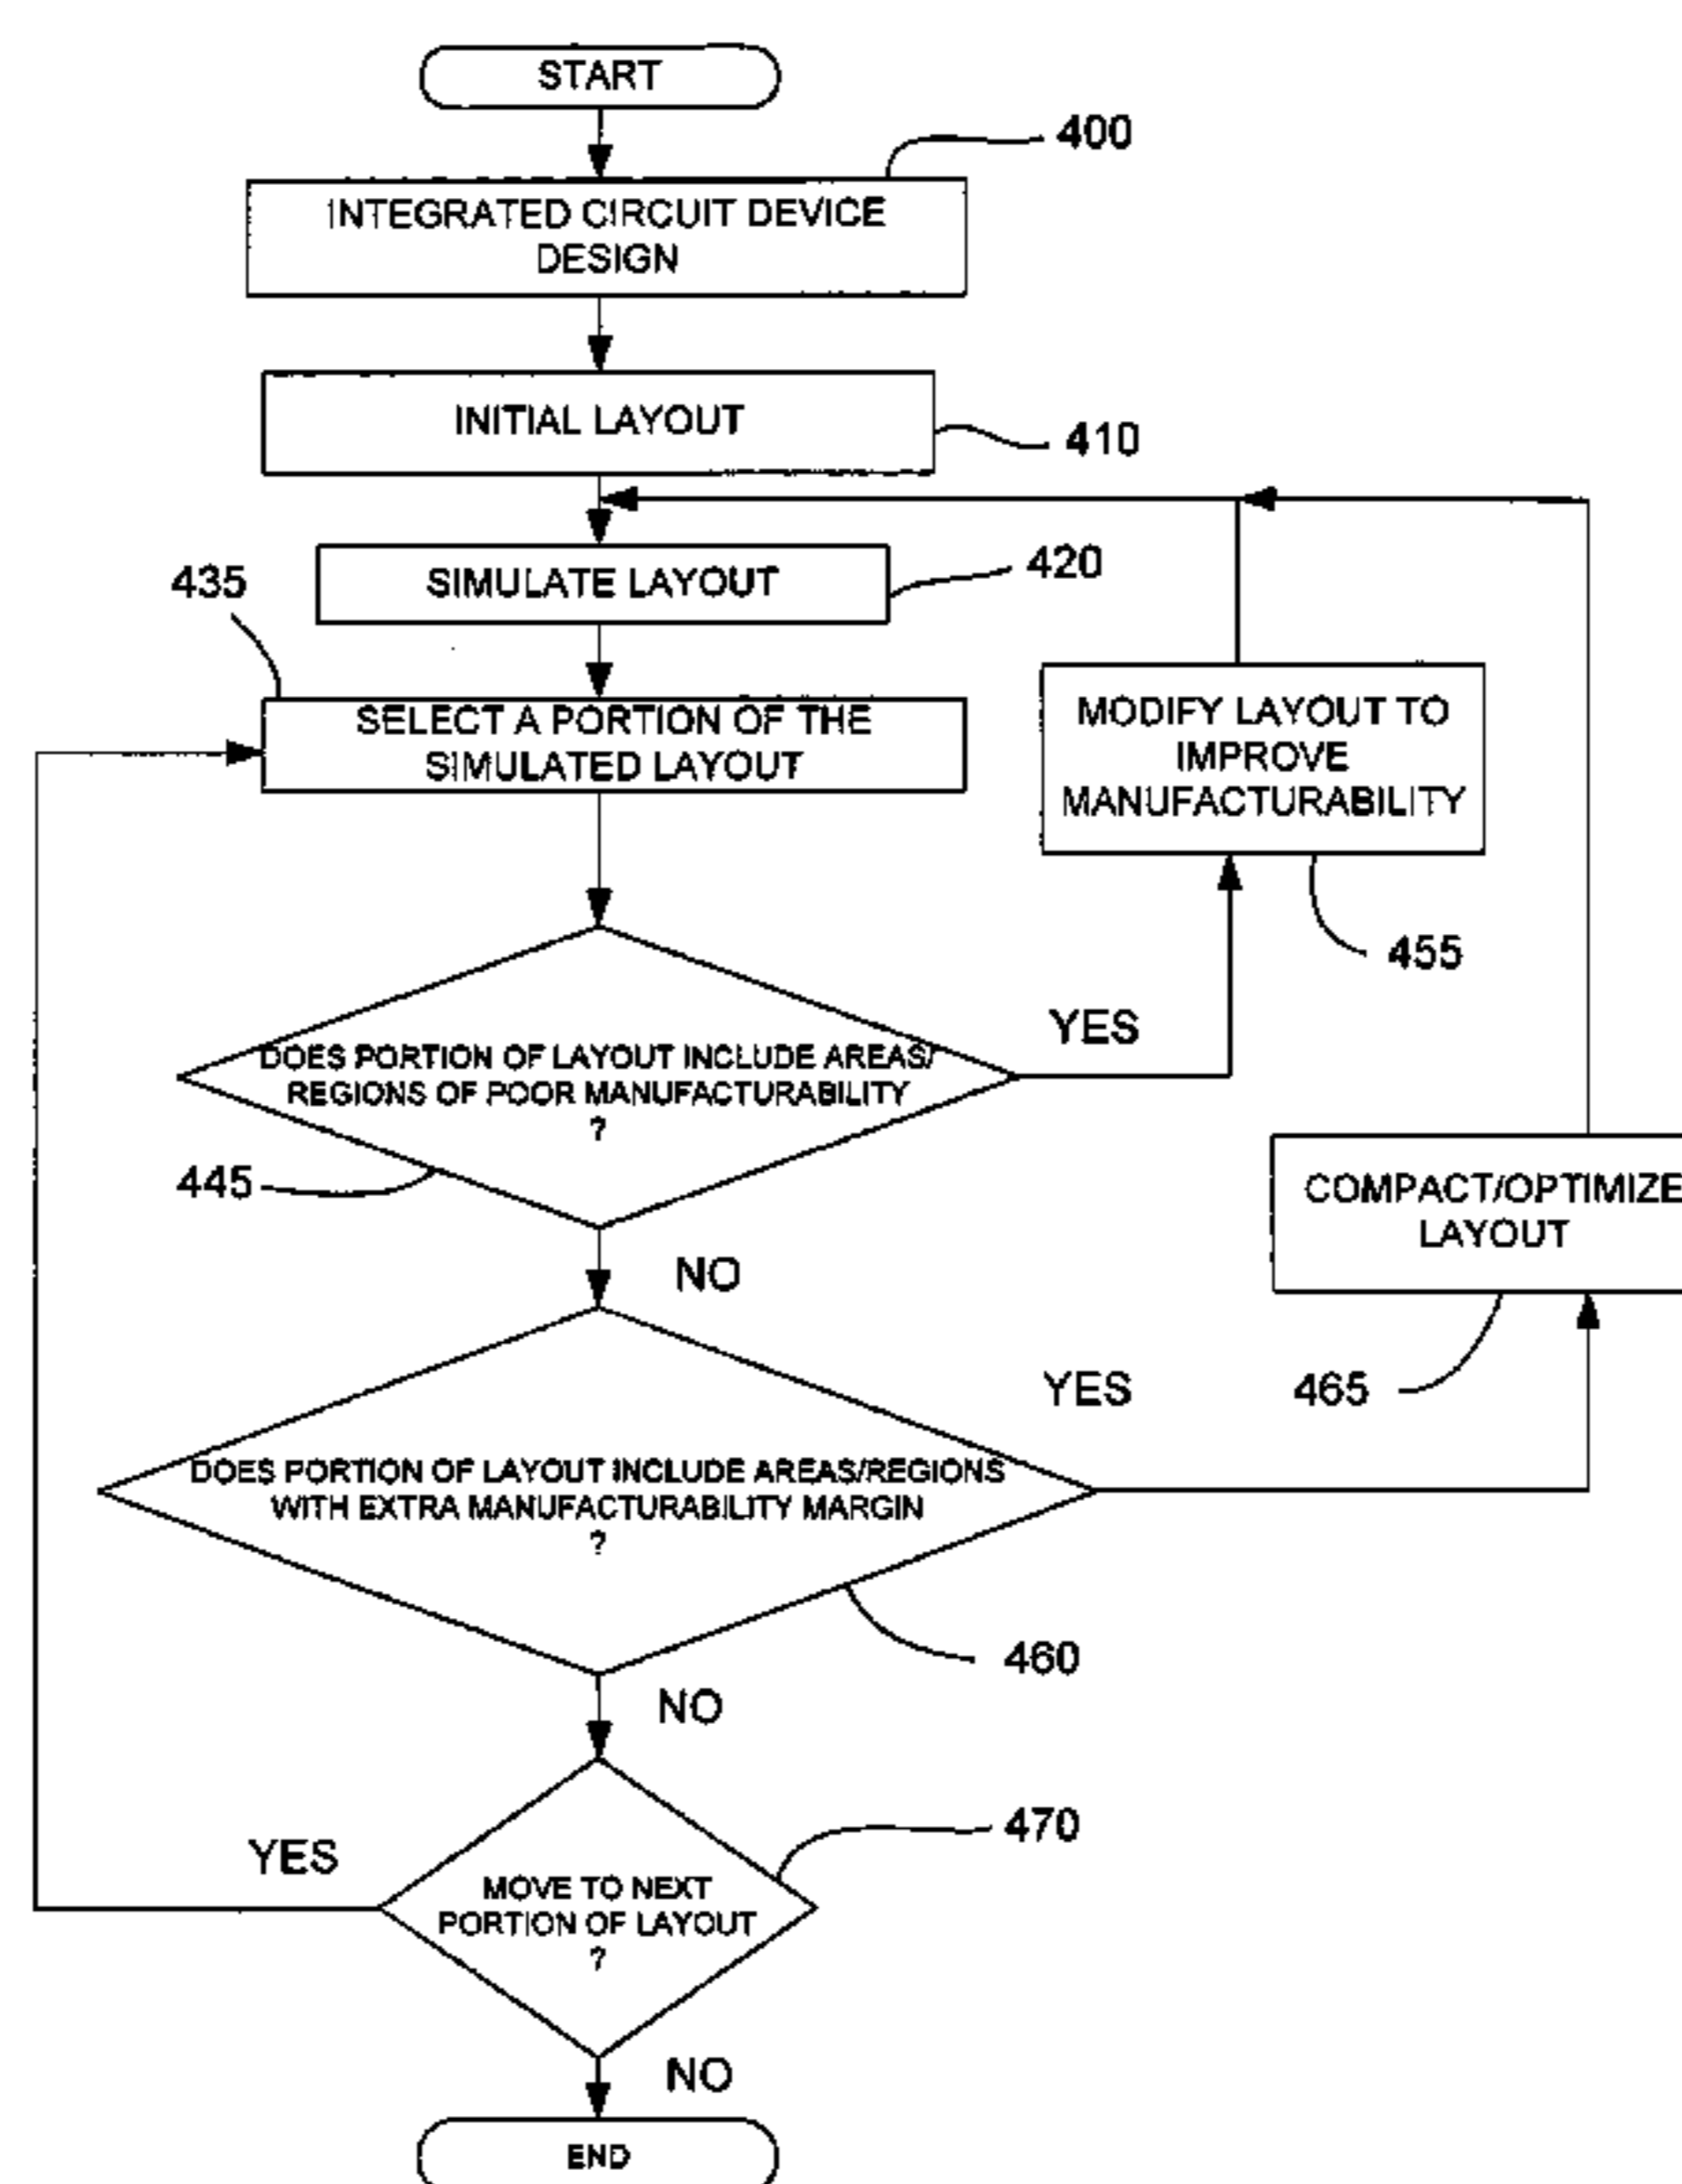 START
400
INTEGRATED CIRCUIT DEVICE
DESIGN
INITIAL LAYOUT
410
SIMULATE LAYOUT
420
435
SELECT A PORTION OF THE
SIMULATED LAYOUT
MODIFY LAYOUT TO
IMPROVE
MANUFACTURABILITY
455
YES
DOES PORTION OF LAYOUT INCLUDE AREAS/
REGIONS OF POOR MANUFACTURABILITY
?
445
NO
COMPACT/OPTIMIZE
LAYOUT
465
YES
DOES PORTION OF LAYOUT INCLUDE AREAS/REGIONS
WITH EXTRA MANUFACTURABILITY MARGIN
?
460
NO
470
YES
MOVE TO NEXT
PORTION OF LAYOUT
?
NO
END